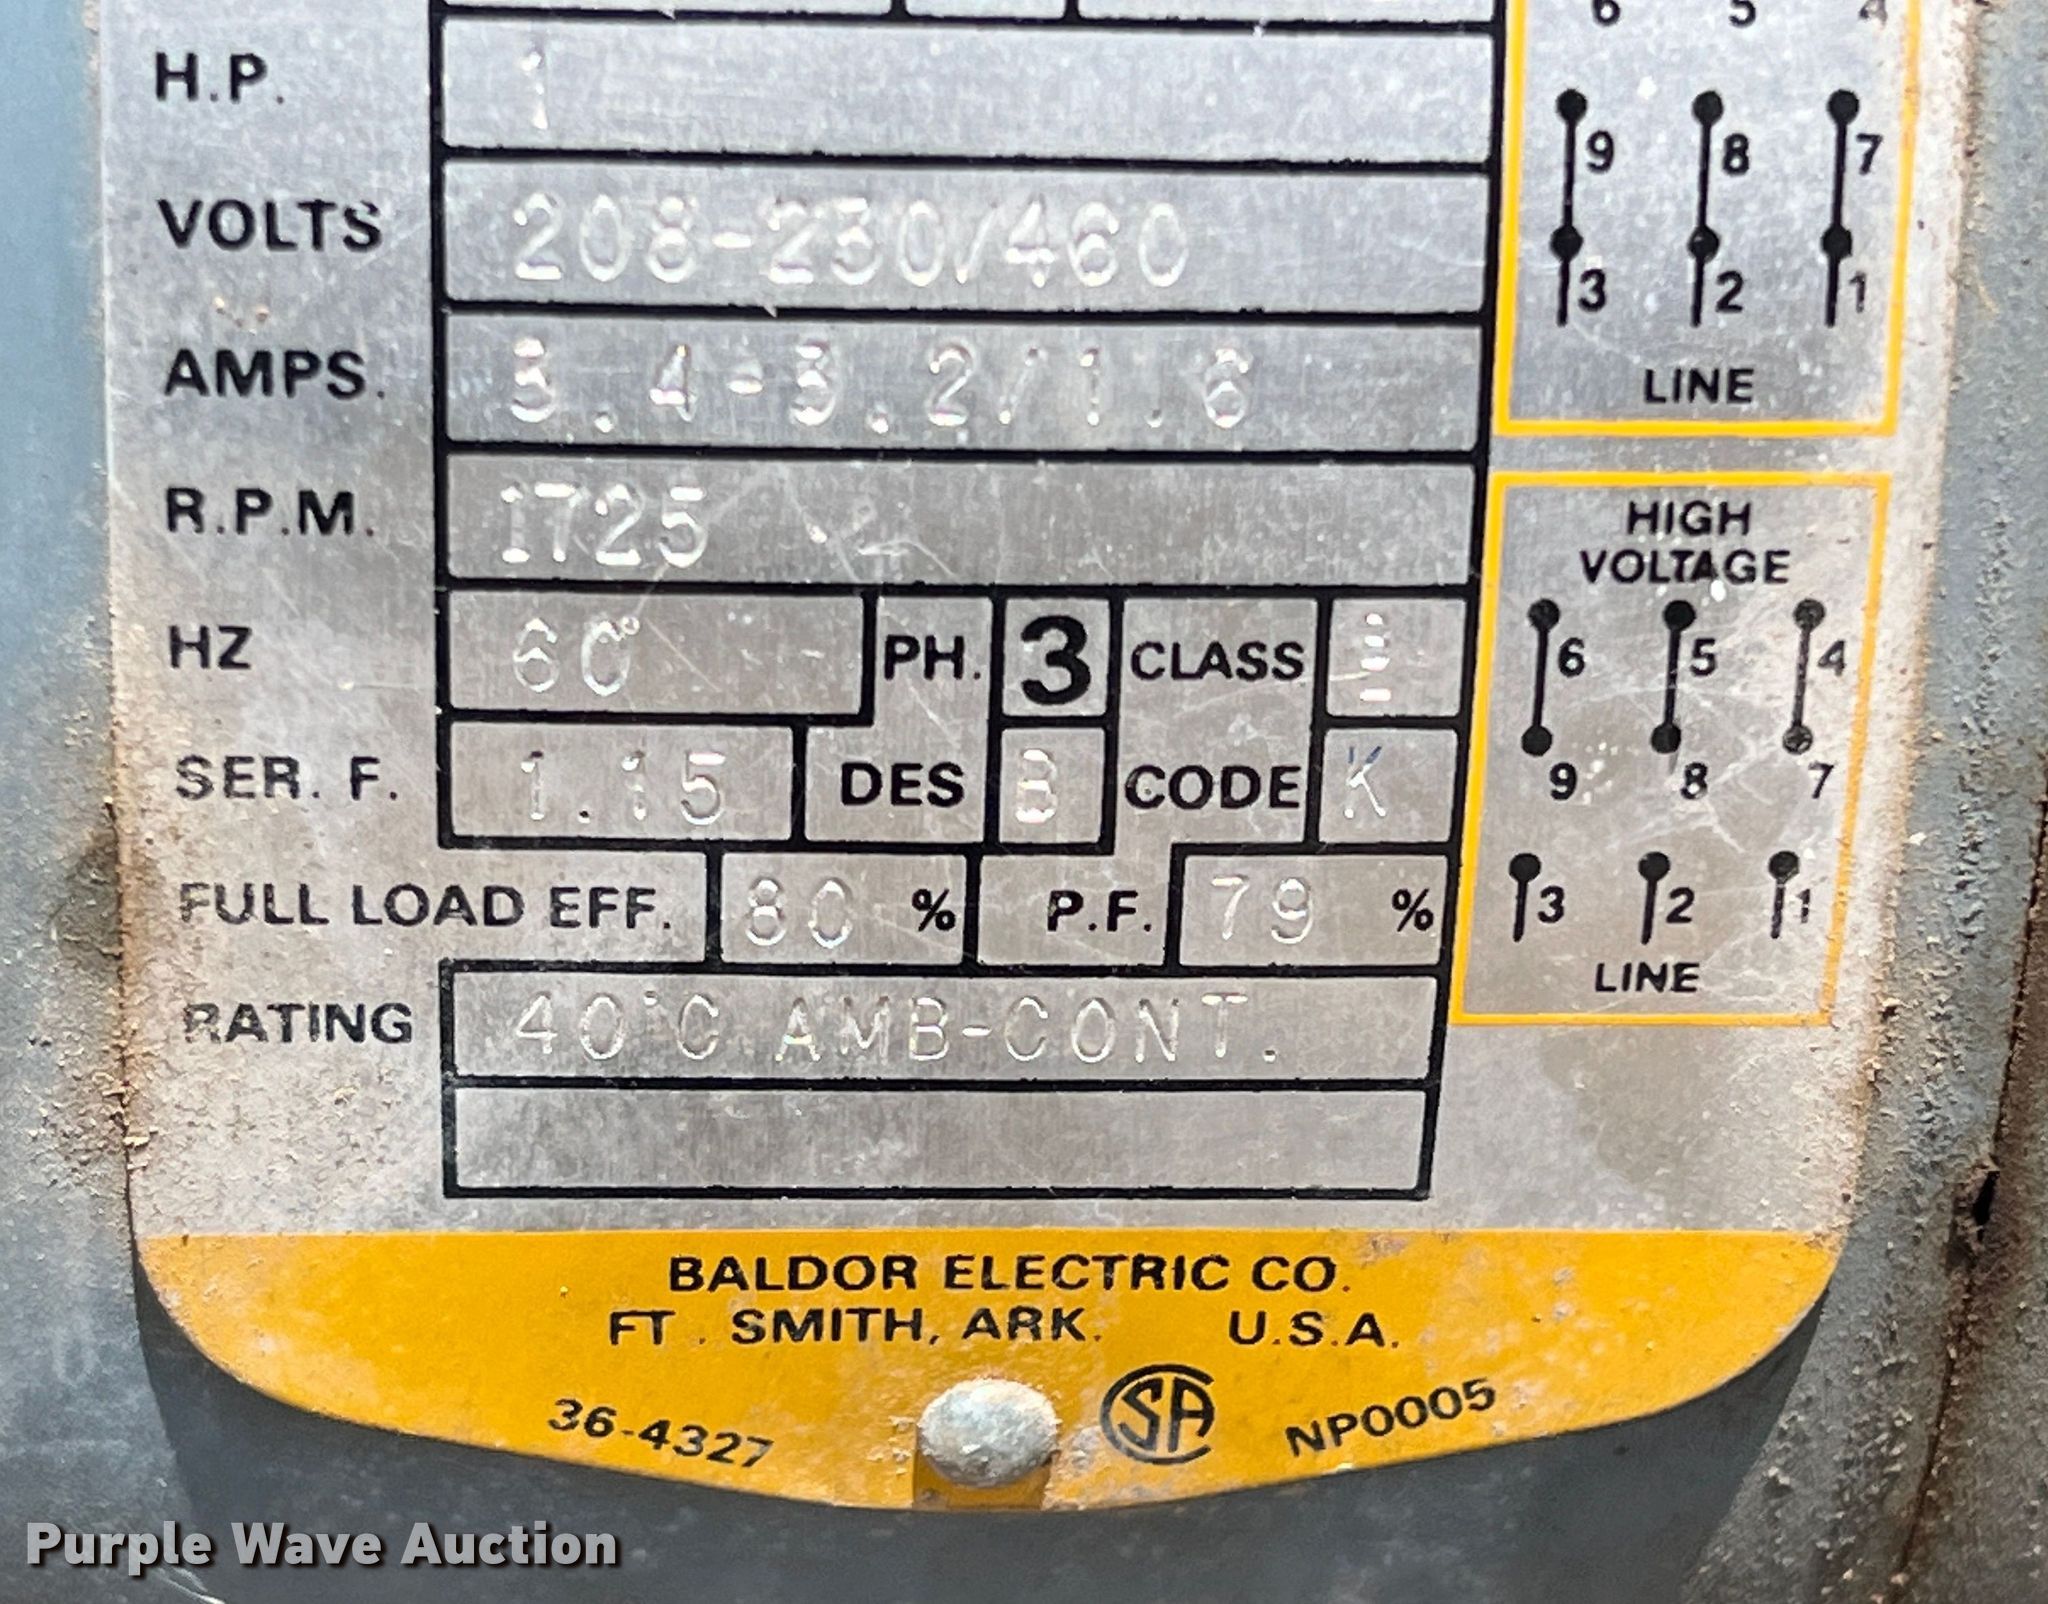 6 5 4
H.P. 1
9 8 7
VOLTS 208-230/460
3 2 1
AMPS. 3.4-3.2/1.6
LINE
R.P.M. 1725
HIGH
VOLTAGE
HZ 60 PH. 3 CLASS
6 5 4
SER. F. 1.15 DES B CODE K
9 8 7
FULL LOAD EFF. 80 % P.F. 79 %
3 2 1
LINE
RATING 40°C AMB-CONT.
BALDOR ELECTRIC CO.
FT. SMITH, ARK. U.S.A.
36-4327 SA NP0005
Purple Wave Auction